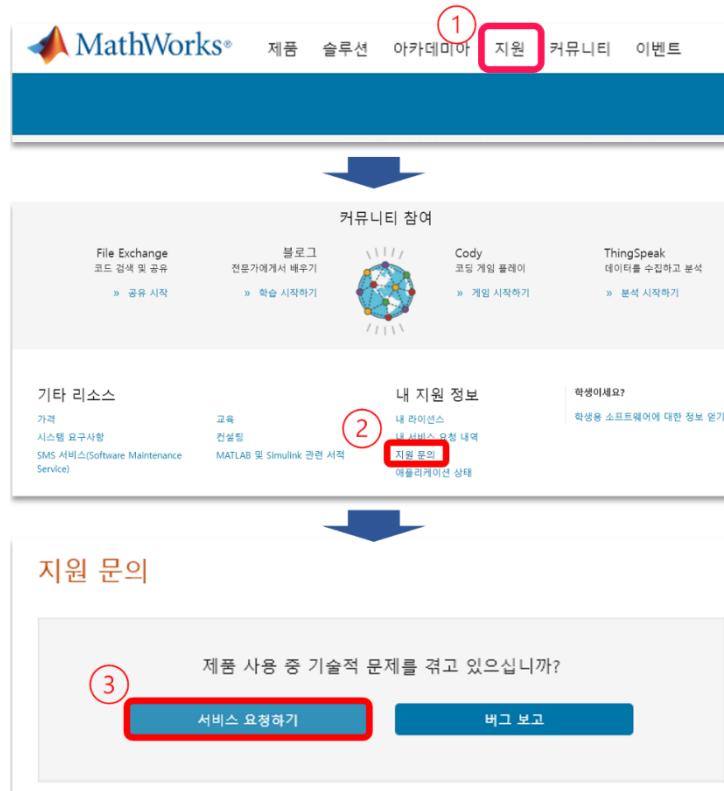 1
MathWorks® 제품 솔루션 아카데미아 지원 커뮤니티 이벤트
커뮤니티 참여
File Exchange
코드 검색 및 공유
» 공유 시작
블로그
전문가에게서 배우기
» 학습 시작하기
Cody
코딩 게임 플레이
» 게임 시작하기
ThingSpeak
데이터를 수집하고 분석
» 분석 시작하기
기타 리소스
가격
시스템 요구사항
SMS 서비스(Software Maintenance
Service)
교육
컨설팅
MATLAB 및 Simulink 관련 서적
내 지원 정보
내 라이선스
2
내 서비스 요청 내역
지원 문의
애플리케이션 상태
학생이세요?
학생용 소프트웨어에 대한 정보 얻기
지원 문의
제품 사용 중 기술적 문제를 겪고 있으십니까?
3
서비스 요청하기
버그 보고